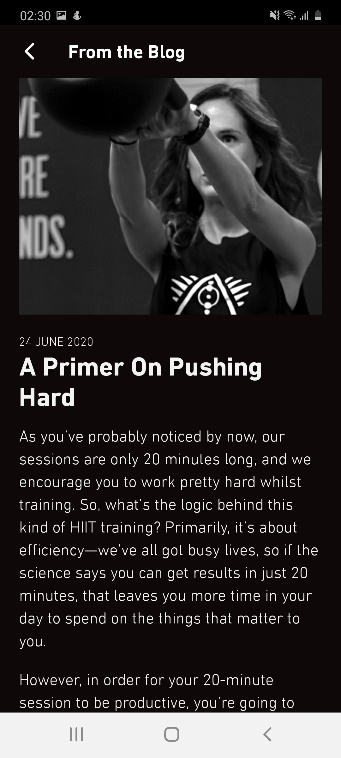 02:30
From the Blog
VE
RE
NDS.
24 JUNE 2020
A Primer On Pushing
Hard
As you've probably noticed by now, our
sessions are only 20 minutes long, and we
encourage you to work pretty hard whilst
training. So, what's the logic behind this
kind of HIIT training? Primarily, it's about
efficiency—we've all got busy lives, so if the
science says you can get results in just 20
minutes, that leaves you more time in your
day to spend on the things that matter to
you.
However, in order for your 20-minute
session to be productive, you're going to